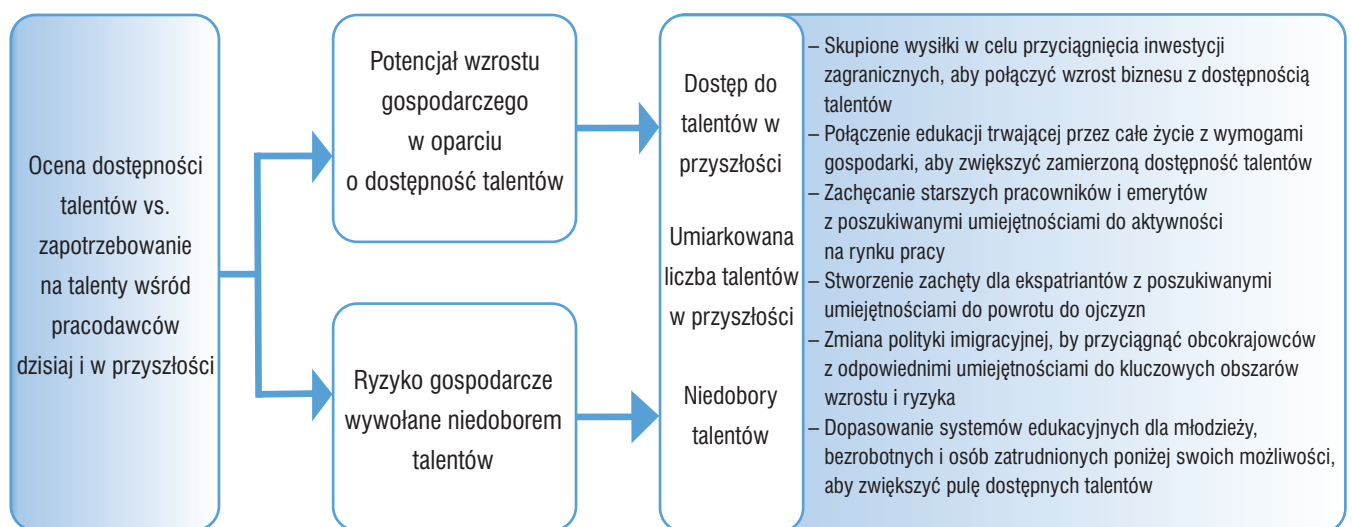 Ocena dostępności
talentów vs.
zapotrzebowanie
na talenty wśród
pracodawców
dzisiaj i w przyszłości
Potencjał wzrostu
gospodarczego
w oparciu
o dostępność talentów
Ryzyko gospodarcze
wywołane niedoborem
talentów
Dostęp do
talentów w
przyszłości
Umiarkowana
liczba talentów
w przyszłości
Niedobory
talentów
– Skupione wysiłki w celu przyciągnięcia inwestycji
zagranicznych, aby połączyć wzrost biznesu z dostępnością
talentów
– Połączenie edukacji trwającej przez całe życie z wymogami
gospodarki, aby zwiększyć zamierzoną dostępność talentów
– Zachęcanie starszych pracowników i emerytów
z poszukiwanymi umiejętnościami do aktywności
na rynku pracy
– Stworzenie zachęty dla ekspatriantów z poszukiwanymi
umiejętnościami do powrotu do ojczyzn
– Zmiana polityki imigracyjnej, by przyciągnąć obcokrajowców
z odpowiednimi umiejętnościami do kluczowych obszarów
wzrostu i ryzyka
– Dopasowanie systemów edukacyjnych dla młodzieży,
bezrobotnych i osób zatrudnionych poniżej swoich możliwości,
aby zwiększyć pulę dostępnych talentów